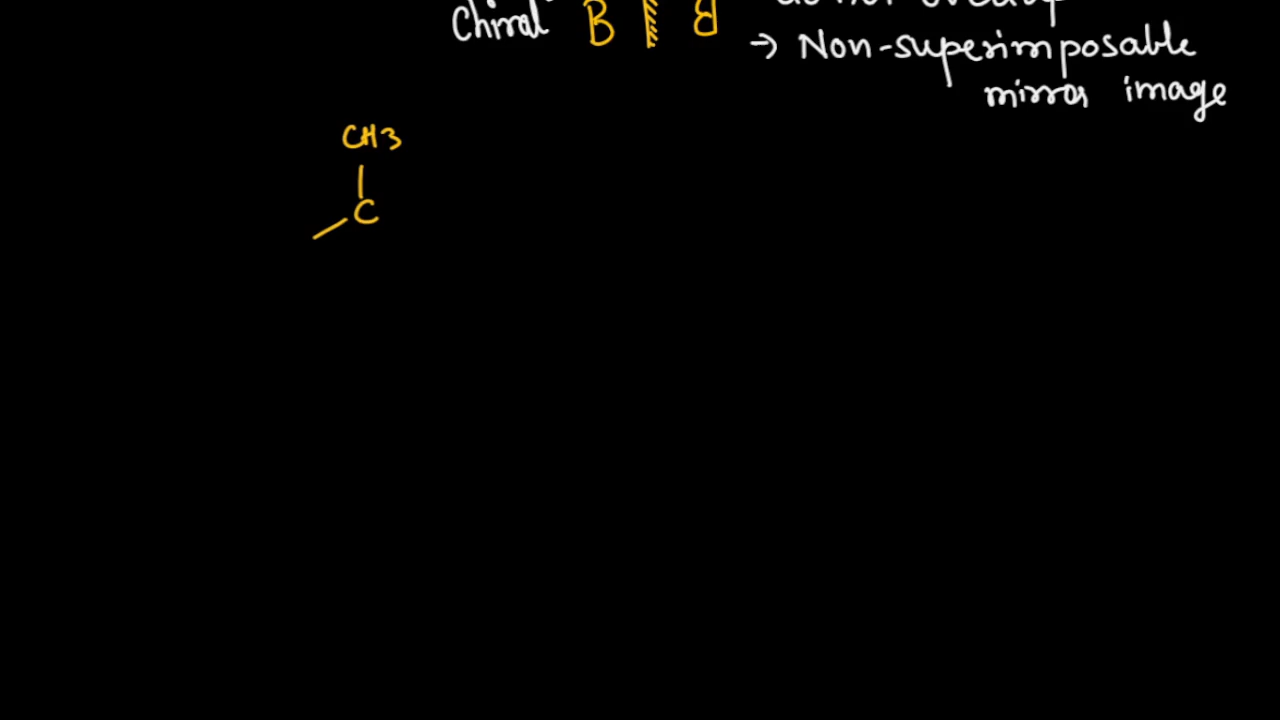 Chiral B B
→ Non-superimposable
mirror image
CH3
C